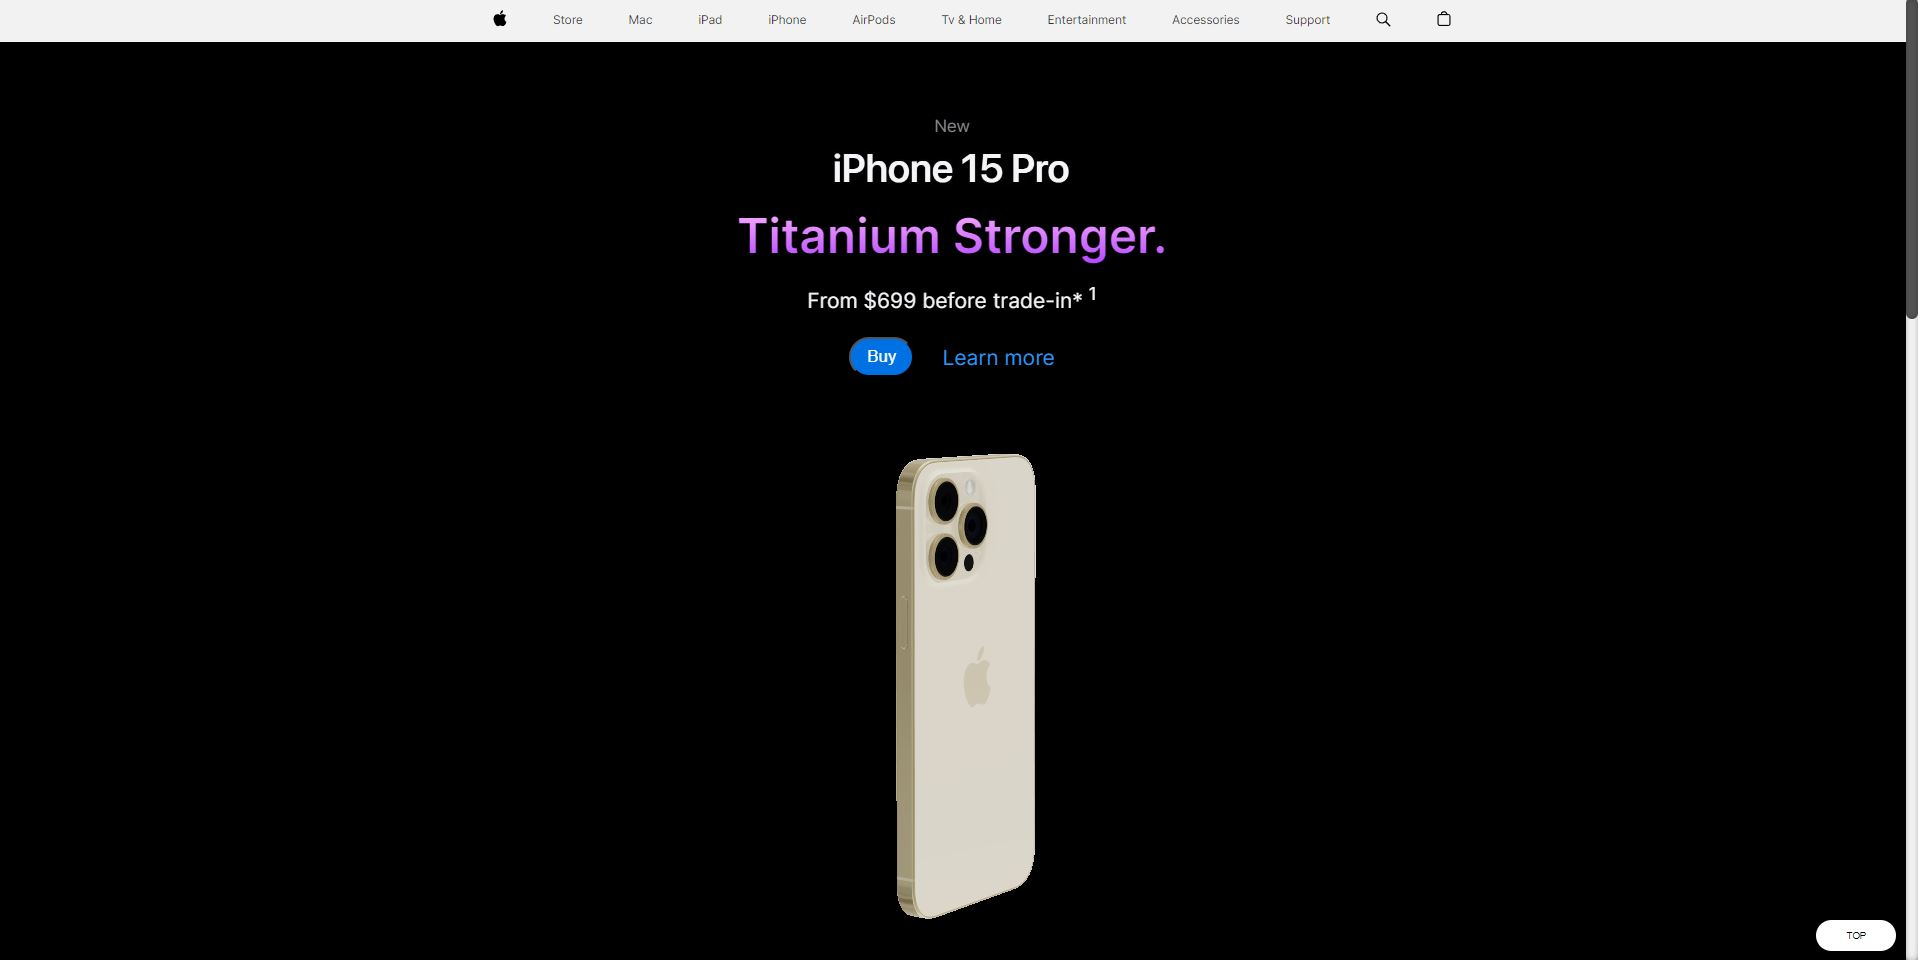 Store Mac iPad iPhone AirPods Tv & Home Entertainment Accessories Support
New
iPhone 15 Pro
Titanium Stronger.
From $699 before trade-in* 1
Buy Learn more
TOP